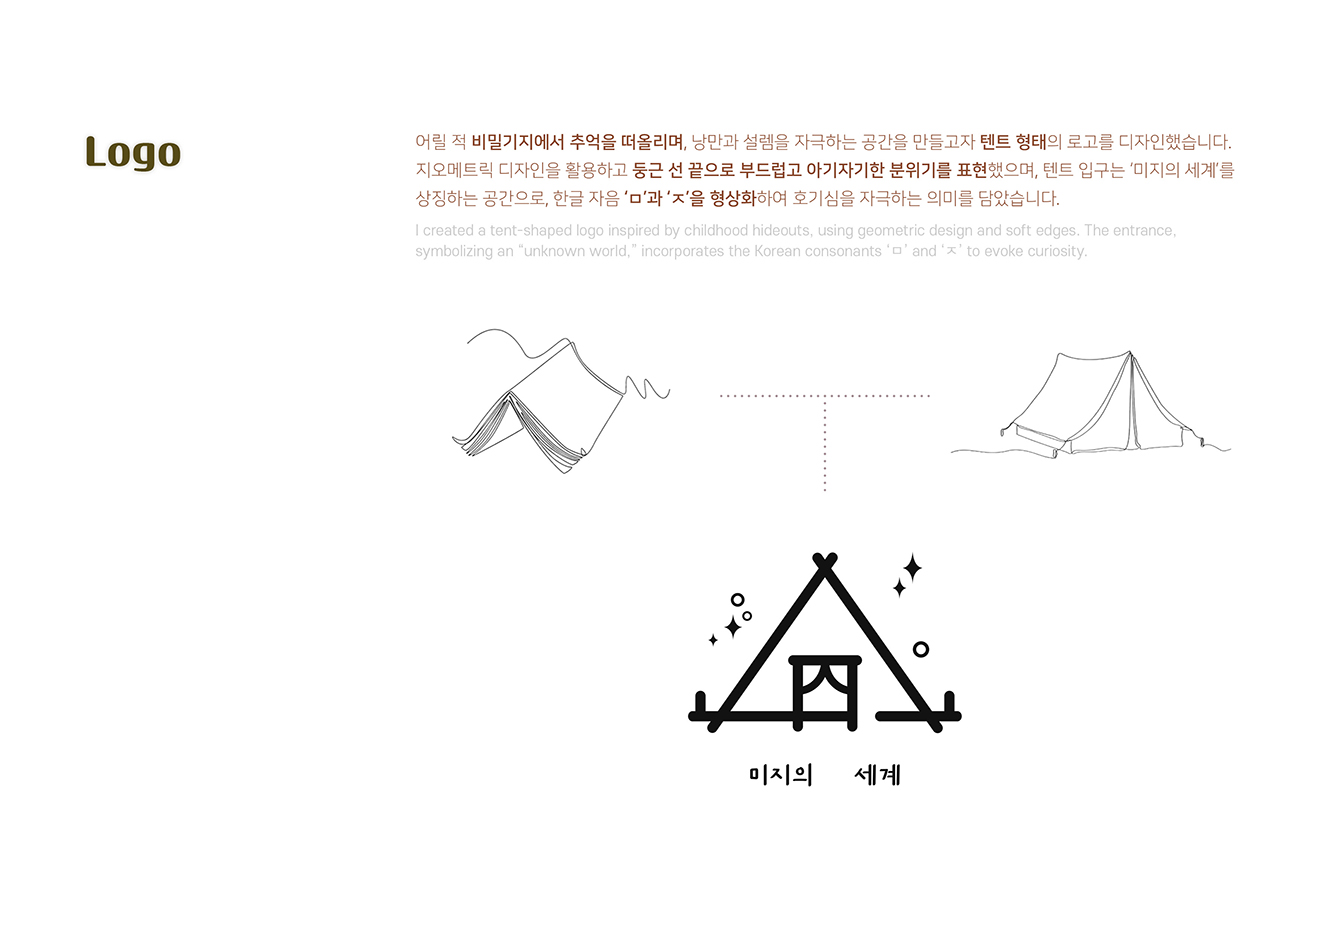 Logo
어릴 적 비밀기지에서 추억을 떠올리며, 낭만과 설렘을 자극하는 공간을 만들고자 텐트 형태의 로고를 디자인했습니다.
지오메트릭 디자인을 활용하고 둥근 선 끝으로 부드럽고 아기자기한 분위기를 표현했으며, 텐트 입구는 ‘미지의 세계’를
상징하는 공간으로, 한글 자음 ‘ㅁ’과 ‘ㅈ’을 형상화하여 호기심을 자극하는 의미를 담았습니다.
I created a tent-shaped logo inspired by childhood hideouts, using geometric design and soft edges. The entrance,
symbolizing an “unknown world,” incorporates the Korean consonants ‘ㅁ’ and ‘ㅈ’ to evoke curiosity.
미지의 세계